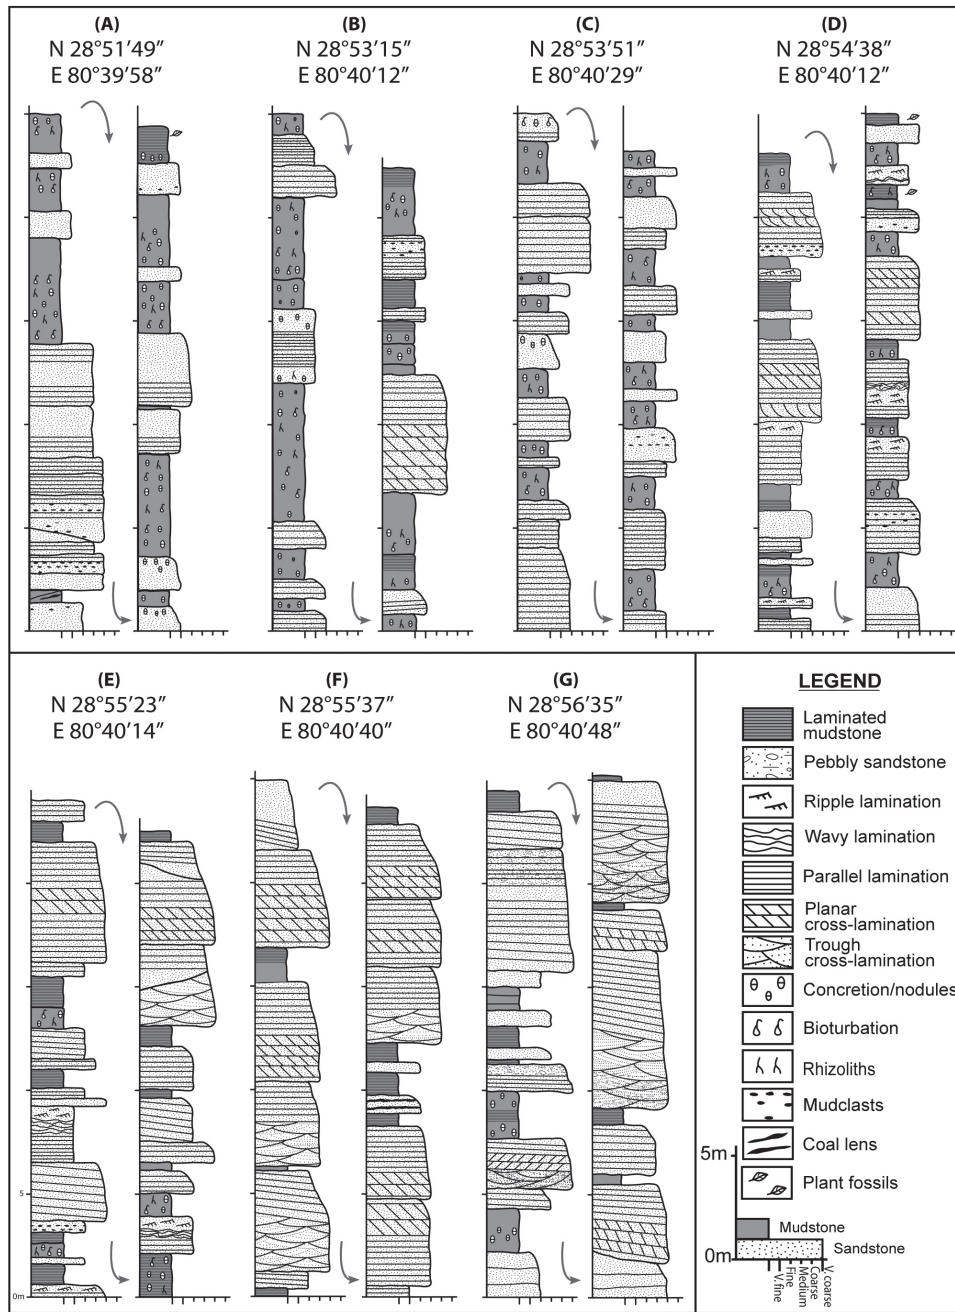 (A)
N 28°51′49″
E 80°39′58″
(B)
N 28°53′15″
E 80°40′12″
(C)
N 28°53′51″
E 80°40′29″
(D)
N 28°54′38″
E 80°40′12″
(E)
N 28°55′23″
E 80°40′14″
(F)
N 28°55′37″
E 80°40′40″
(G)
N 28°56′35″
E 80°40′48″
5
0m
LEGEND
Laminated
mudstone
Pebbly sandstone
Ripple lamination
Wavy lamination
Parallel lamination
Planar
cross-lamination
Trough
cross-lamination
Concretion/nodules
Bioturbation
Rhizoliths
Mudclasts
Coal lens
Plant fossils
5m
0m
Mudstone
Sandstone
V.fine
Fine
Medium
Coarse
V.coarse